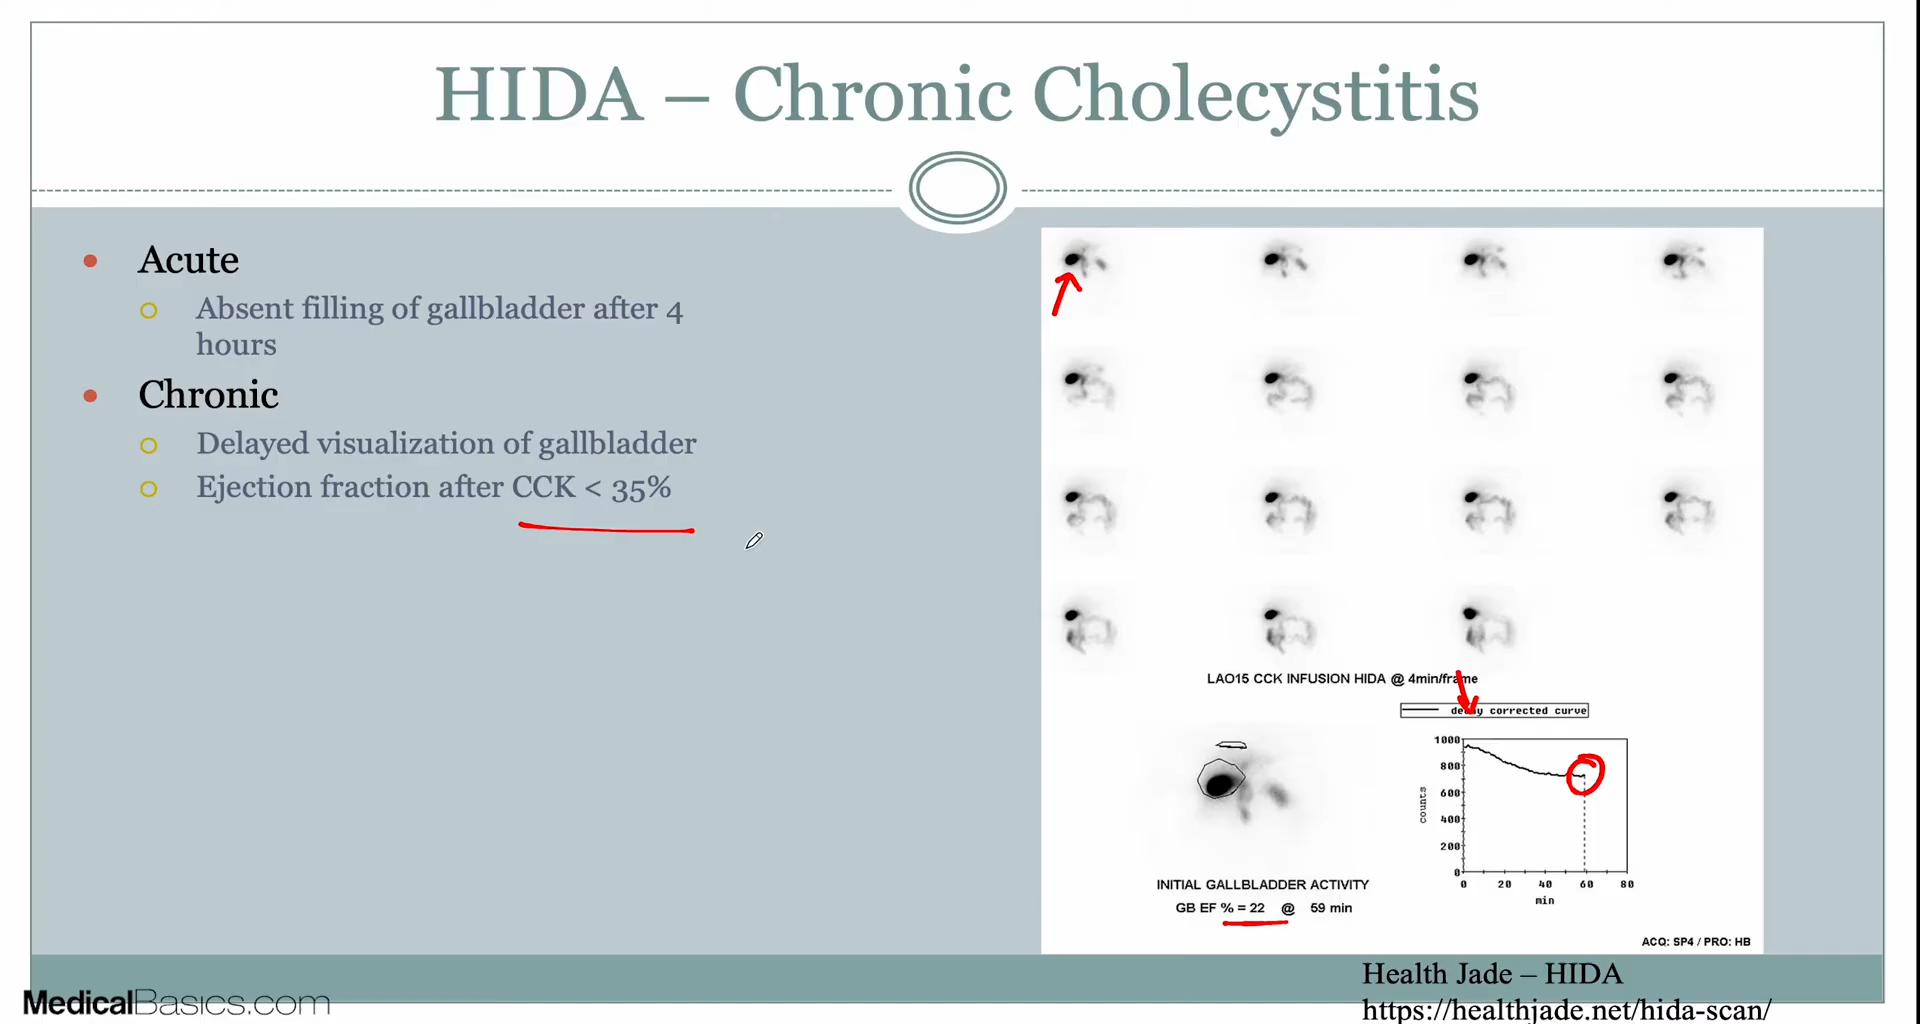 HIDA – Chronic Cholecystitis
Acute
Absent filling of gallbladder after 4
hours
Chronic
Delayed visualization of gallbladder
Ejection fraction after CCK < 35%
LAO15 CCK INFUSION HIDA @ 4min/frame
decay corrected curve
1000
800
600
400
200
0
counts
0 20 40 60 80
min
INITIAL GALLBLADDER ACTIVITY
GB EF % = 22 @ 59 min
ACQ: SP4 / PRO: HB
Health Jade – HIDA
https://healthjade.net/hida-scan/
MedicalBasics.com